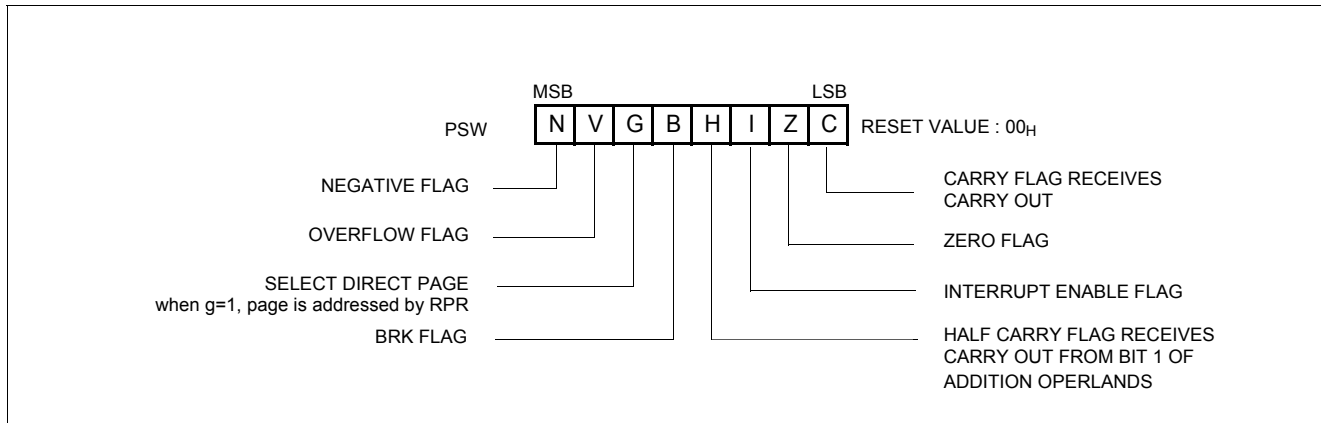 MSB LSB
PSW N V G B H I Z C RESET VALUE : 00H
NEGATIVE FLAG
OVERFLOW FLAG
SELECT DIRECT PAGE
when g=1, page is addressed by RPR
BRK FLAG
CARRY FLAG RECEIVES
CARRY OUT
ZERO FLAG
INTERRUPT ENABLE FLAG
HALF CARRY FLAG RECEIVES
CARRY OUT FROM BIT 1 OF
ADDITION OPERLANDS